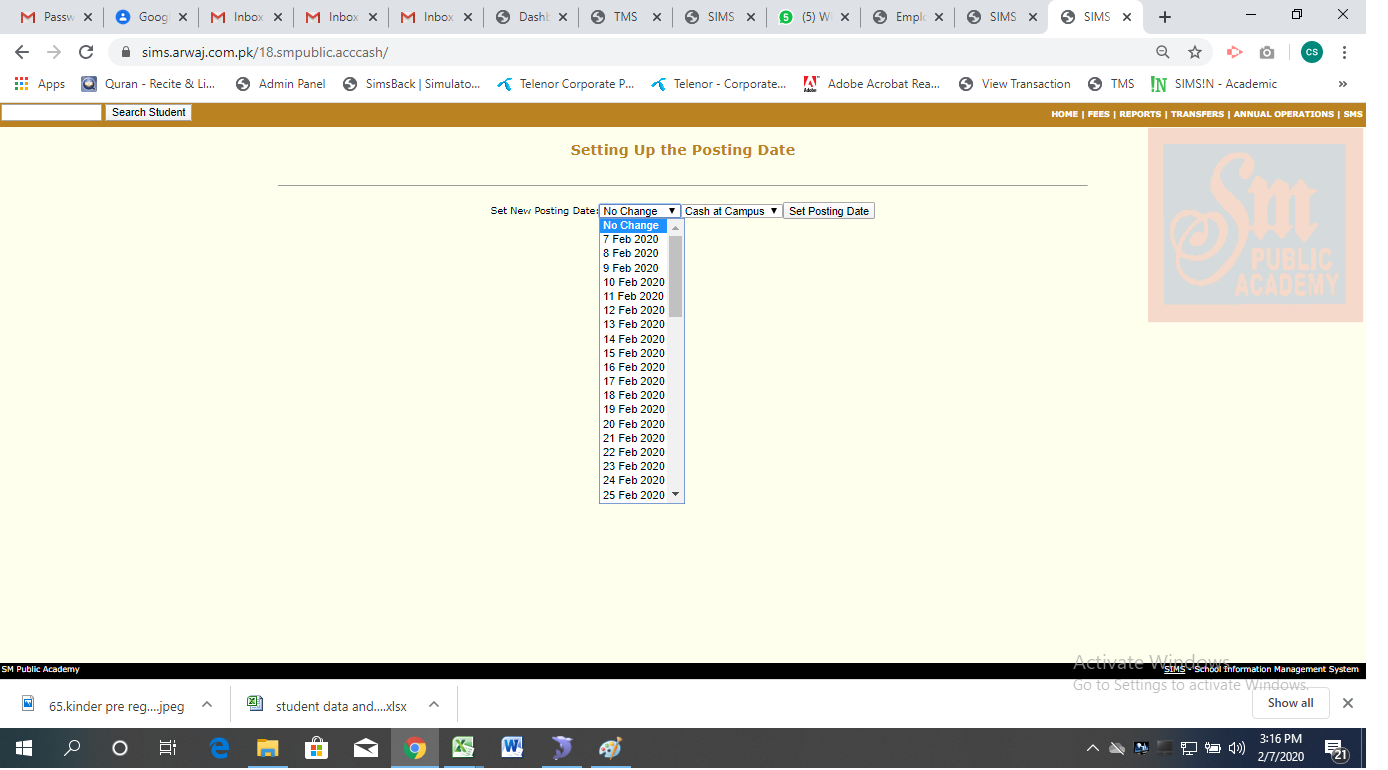 Passw
Googl
Inbox
Inbox
Inbox
Dashb
TMS
SIMS
(5) W
Emplo
SIMS
SIMS
sims.arwaj.com.pk/18.smpublic.acccash/
CS
Apps
Quran - Recite & Li...
Admin Panel
SimsBack | Simulato...
Telenor Corporate P...
Telenor - Corporate...
Adobe Acrobat Rea...
View Transaction
TMS
SIMS!N - Academic
»
Search Student
HOME | FEES | REPORTS | TRANSFERS | ANNUAL OPERATIONS | SMS
Setting Up the Posting Date
Sm
PUBLIC
ACADEMY
Set New Posting Date: No Change Cash at Campus Set Posting Date
No Change
7 Feb 2020
8 Feb 2020
9 Feb 2020
10 Feb 2020
11 Feb 2020
12 Feb 2020
13 Feb 2020
14 Feb 2020
15 Feb 2020
16 Feb 2020
17 Feb 2020
18 Feb 2020
19 Feb 2020
20 Feb 2020
21 Feb 2020
22 Feb 2020
23 Feb 2020
24 Feb 2020
25 Feb 2020
Activate Windows
SM Public Academy
SIMS - School Information Management System
Go to Settings to activate Windows.
65.kinder pre reg....jpeg
student data and....xlsx
Show all
3:16 PM
2/7/2020
21